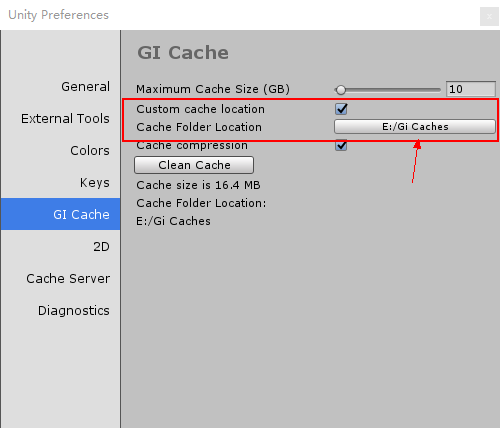 Unity Preferences
x
GI Cache
General
External Tools
Colors
Keys
GI Cache
2D
Cache Server
Diagnostics
Maximum Cache Size (GB) 10
Custom cache location
Cache Folder Location E:/Gi Caches
Cache compression
Clean Cache
Cache size is 16.4 MB
Cache Folder Location:
E:/Gi Caches